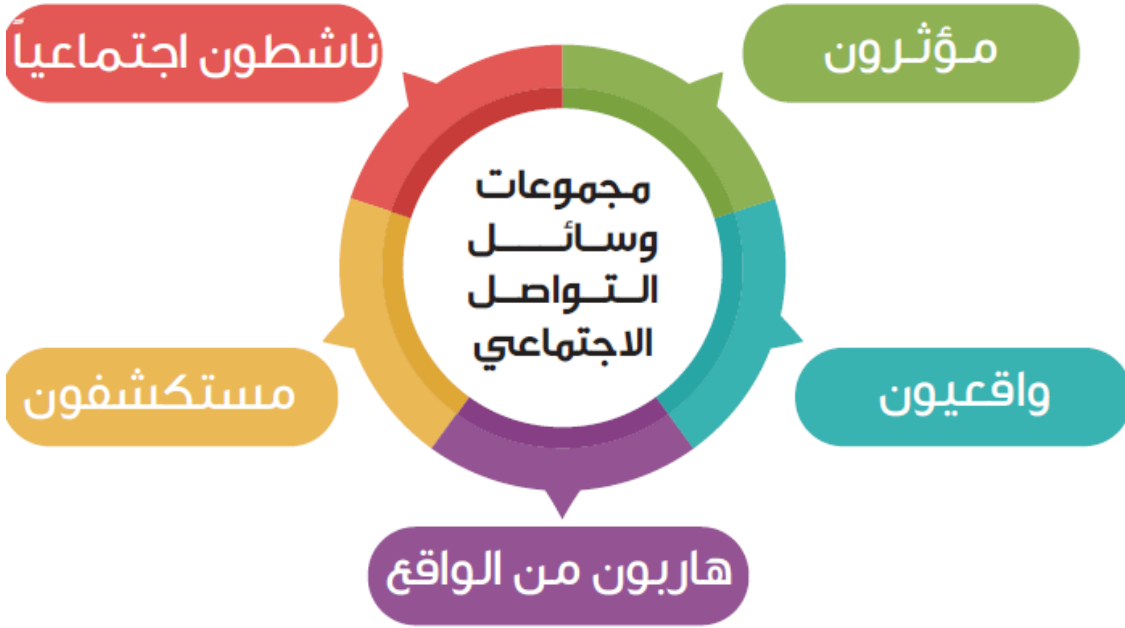 مؤثرون
ناشطون اجتماعياً
مجموعات
وسائل
التواصل
الاجتماعي
واقعيون
مستكشفون
هاربون من الواقع